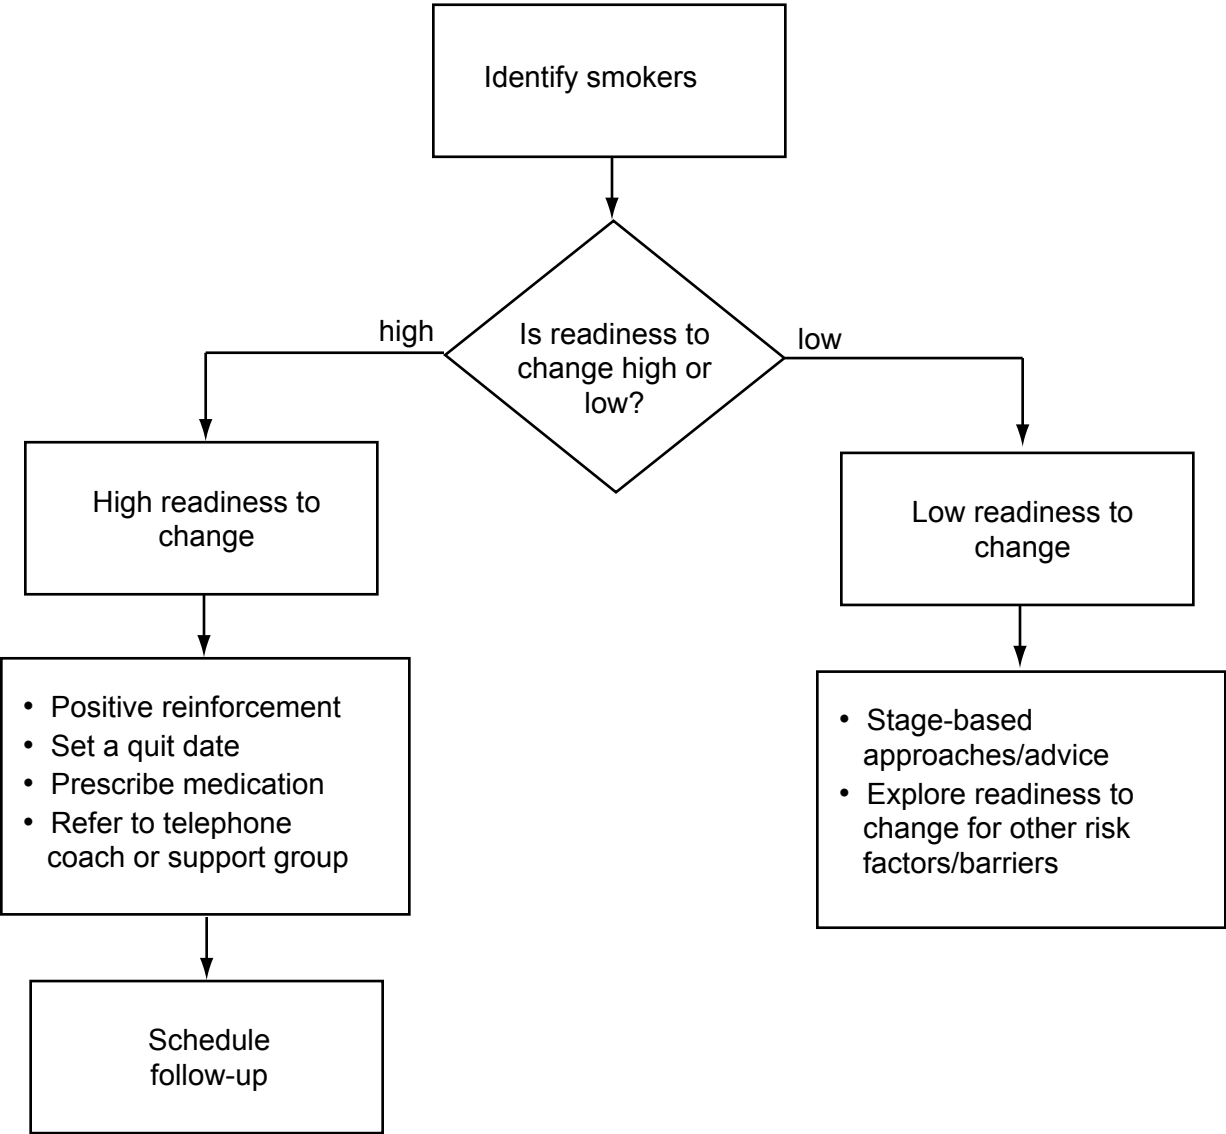 Identify smokers
high
Is readiness to
change high or
low?
low
High readiness to
change
Low readiness to
change
• Positive reinforcement
• Set a quit date
• Prescribe medication
• Refer to telephone
coach or support group
• Stage-based
approaches/advice
• Explore readiness to
change for other risk
factors/barriers
Schedule
follow-up